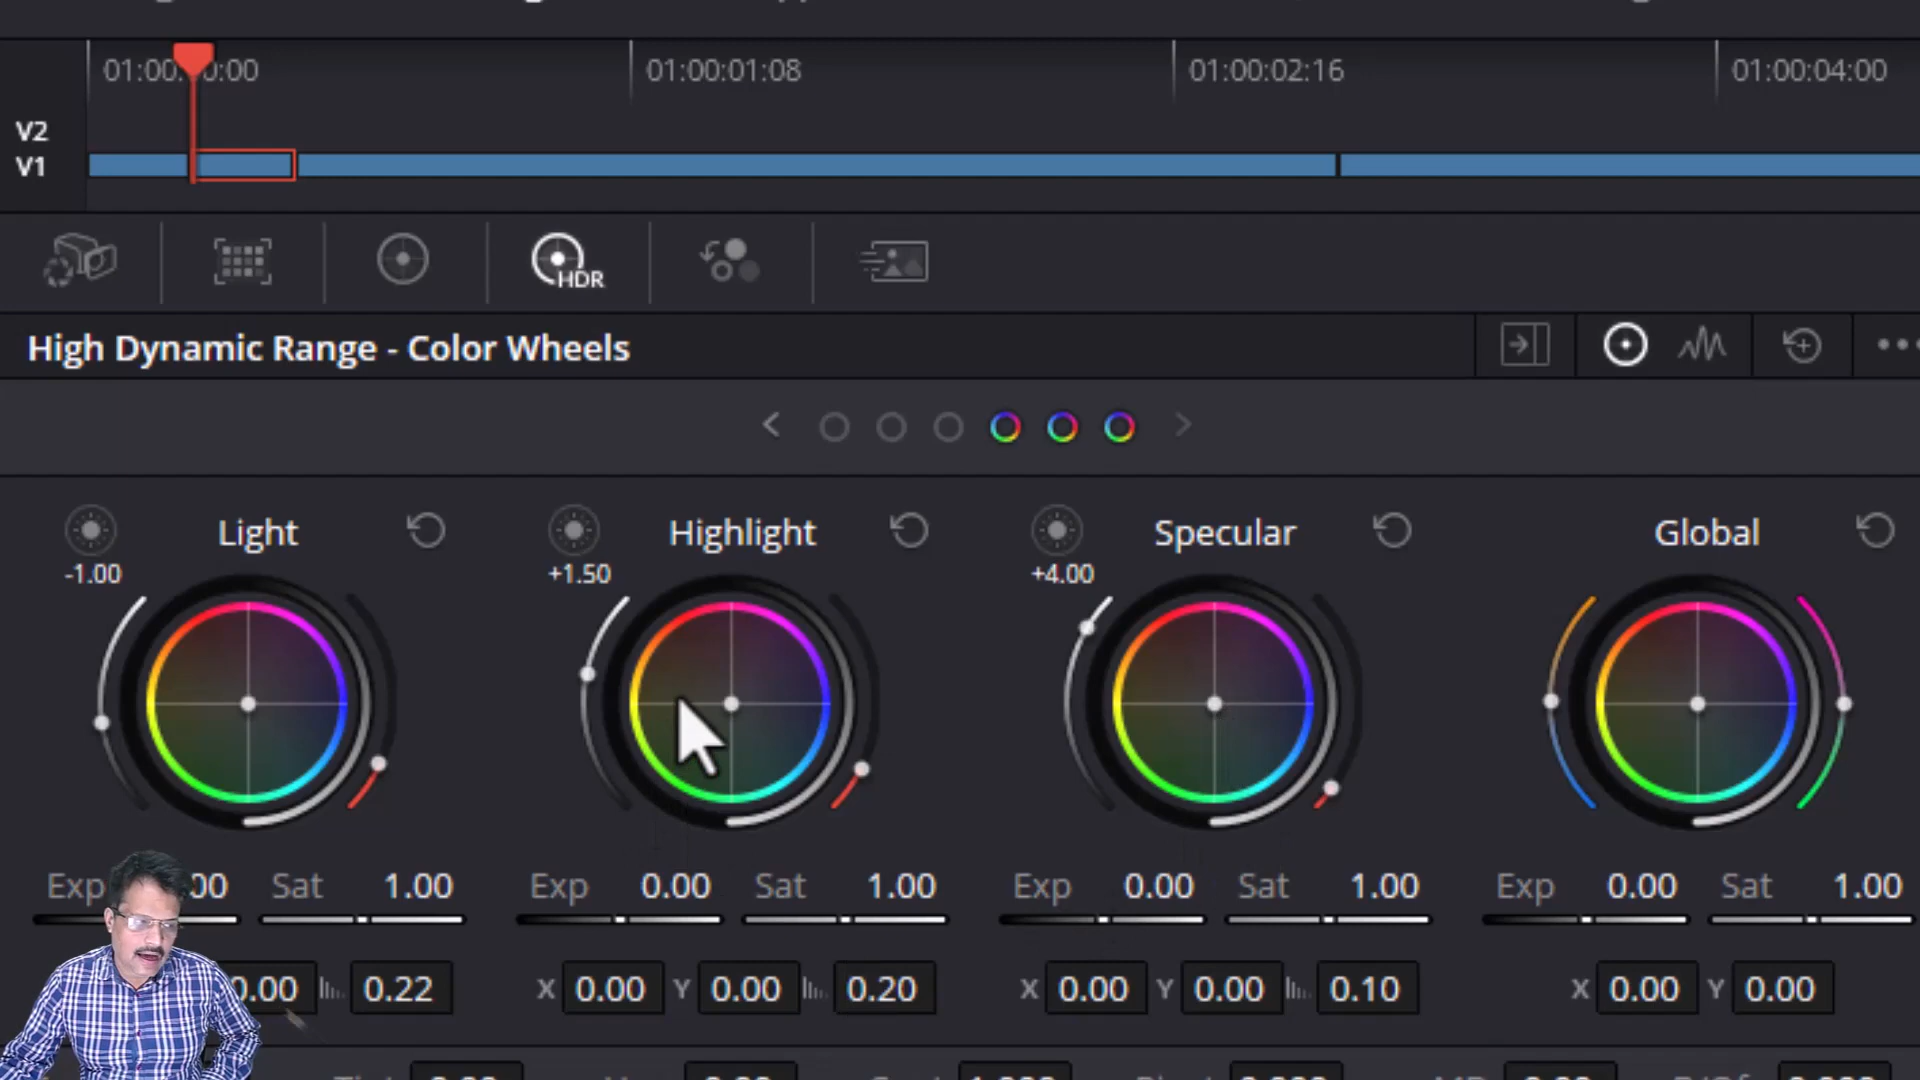 01:00:00:00 01:00:01:08 01:00:02:16 01:00:04:00
V2
V1
HDR
High Dynamic Range - Color Wheels
Light Highlight Specular Global
-1.00 +1.50 +4.00
Exp Sat 1.00 Exp 0.00 Sat 1.00 Exp 0.00 Sat 1.00 Exp 0.00 Sat 1.00
0.00 0.22 X 0.00 Y 0.00 0.20 X 0.00 Y 0.00 0.10 X 0.00 Y 0.00